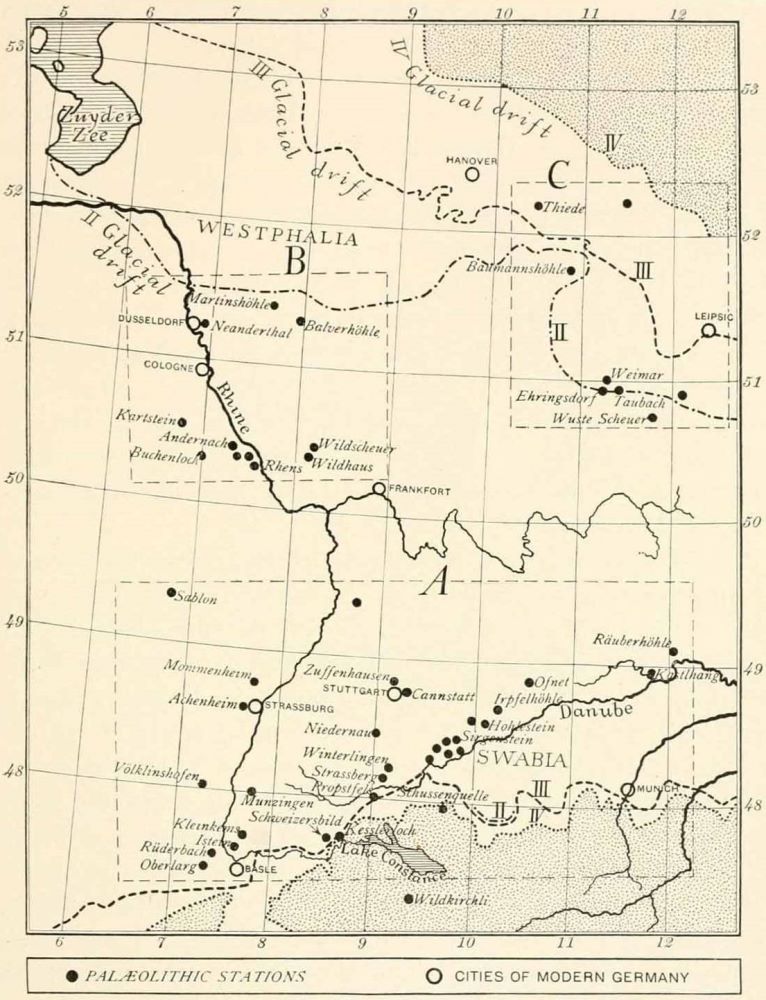 5 6 7 8 9 10 11 12
53
53
52
52
51
51
50
50
49
49
48
48
Zuyder
Zee
III Glacial drift
IV Glacial drift
IV
HANOVER
C
Thiede
II Glacial
drift
WESTPHALIA
B
Baumannshöhle
III
II
LEIPSIG
Martinshöhle
DUSSELDORF
Neanderthal
Balverhöhle
COLOGNE
Rhine
Weimar
Ehringsdorf
Taubach
Wuste Scheuer
Kartstein
Andernach
Buchenloch
Rhens
Wildscheuer
Wildhaus
FRANKFORT
A
Sablon
Räuberhöhle
Kastlhang
Mommenheim
Zuffenhausen
STUTTGART
Cannstatt
Ofnet
Irpfelhöhle
Achenheim
STRASSBURG
Danube
Hohlestein
Niedernau
Sirgenstein
SWABIA
Winterlingen
Strassberg
Propstfels
Völklinshofen
Munzingen
Schussenquelle
III
II
III
II
MUNICH
Schweizersbild
Kesslerloch
Kleinkems
Istein
Rüderbach
Oberlarg
BASLE
Lake Constance
Wildkirchli
6 7 8 9 10 11 12
PALÆOLITHIC STATIONS
CITIES OF MODERN GERMANY